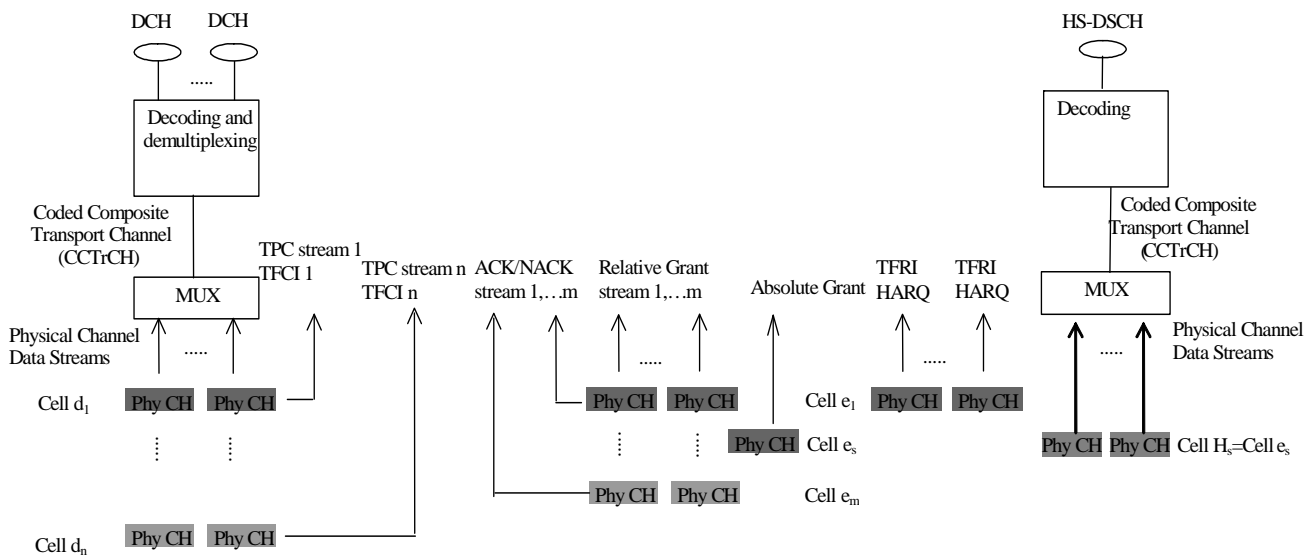 DCH DCH HS-DSCH
.....
Decoding and
demultiplexing
Decoding
Coded Composite
Transport Channel
(CCTrCH)
Coded Composite
Transport Channel
(CCTrCH)
TPC stream 1
TFCI 1
TPC stream n
TFCI n
ACK/NACK
stream 1,…m
Relative Grant
stream 1,…m
Absolute Grant
TFRI
HARQ
TFRI
HARQ
MUX
MUX
Physical Channel
Data Streams
.....
.....
.....
.....
Physical Channel
Data Streams
Cell d1 Phy CH Phy CH
Phy CH Phy CH Cell e1 Phy CH Phy CH
Phy CH Cell es
Phy CH Phy CH Cell Hs=Cell es
Phy CH Phy CH Cell em
Cell dn Phy CH Phy CH